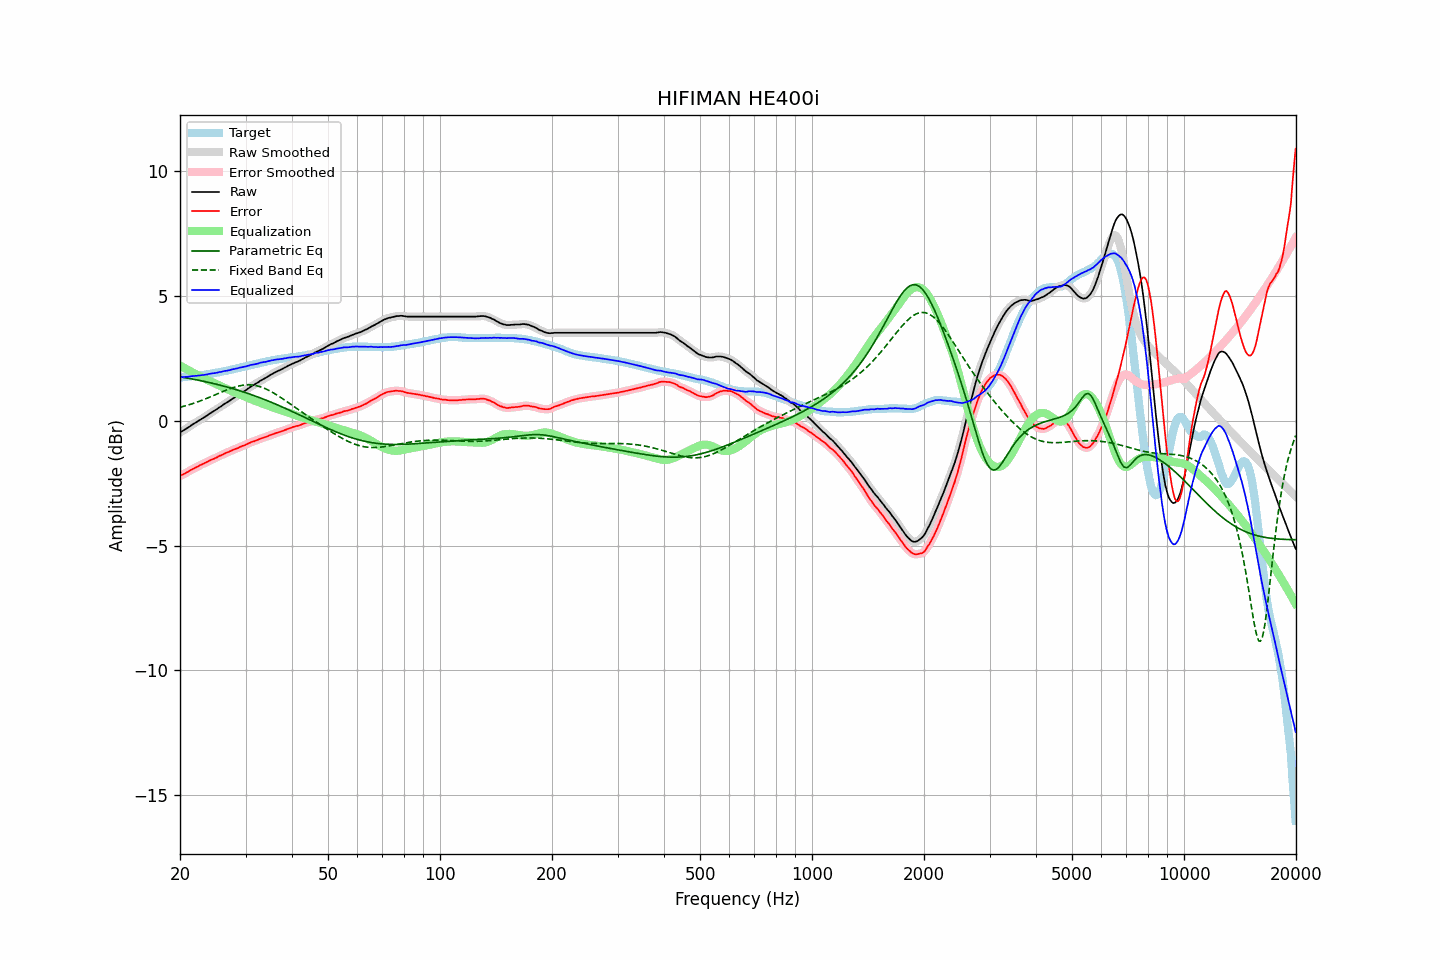 HIFIMAN HE400i
Target
Raw Smoothed
Error Smoothed
Raw
Error
Equalization
Parametric Eq
Fixed Band Eq
Equalized
10
5
0
−5
−10
−15
Amplitude (dBr)
20 50 100 200 500 1000 2000 5000 10000 20000
Frequency (Hz)